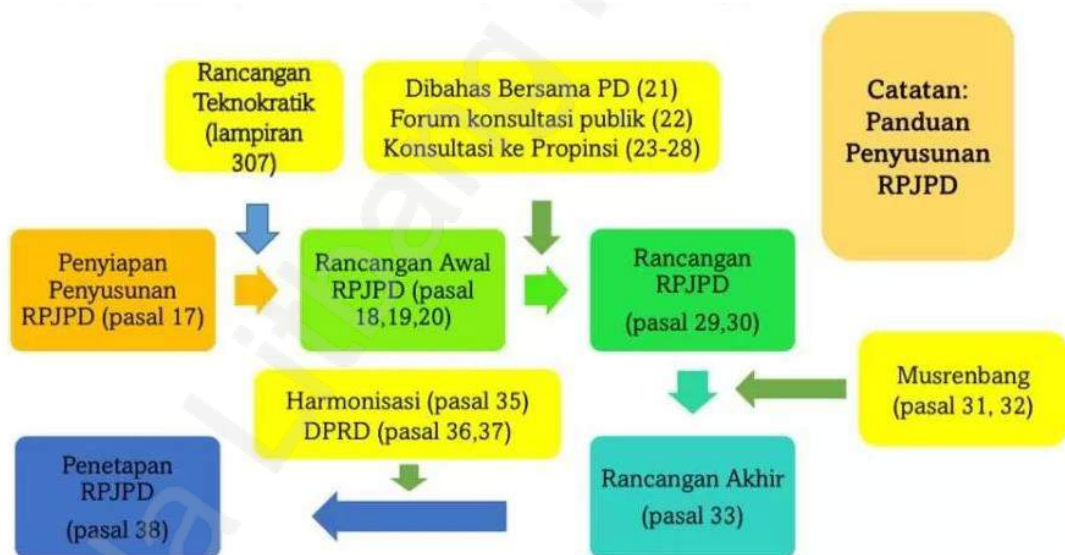 Rancangan
Teknokratik
(lampiran
307)
Dibahas Bersama PD (21)
Forum konsultasi publik (22)
Konsultasi ke Propinsi (23-28)
Catatan:
Panduan
Penyusunan
RPJPD
Penyiapan
Penyusunan
RPJPD (pasal 17)
Rancangan Awal
RPJPD (pasal
18,19,20)
Rancangan
RPJPD
(pasal 29,30)
Harmonisasi (pasal 35)
DPRD (pasal 36,37)
Musrenbang
(pasal 31, 32)
Penetapan
RPJPD
(pasal 38)
Rancangan Akhir
(pasal 33)